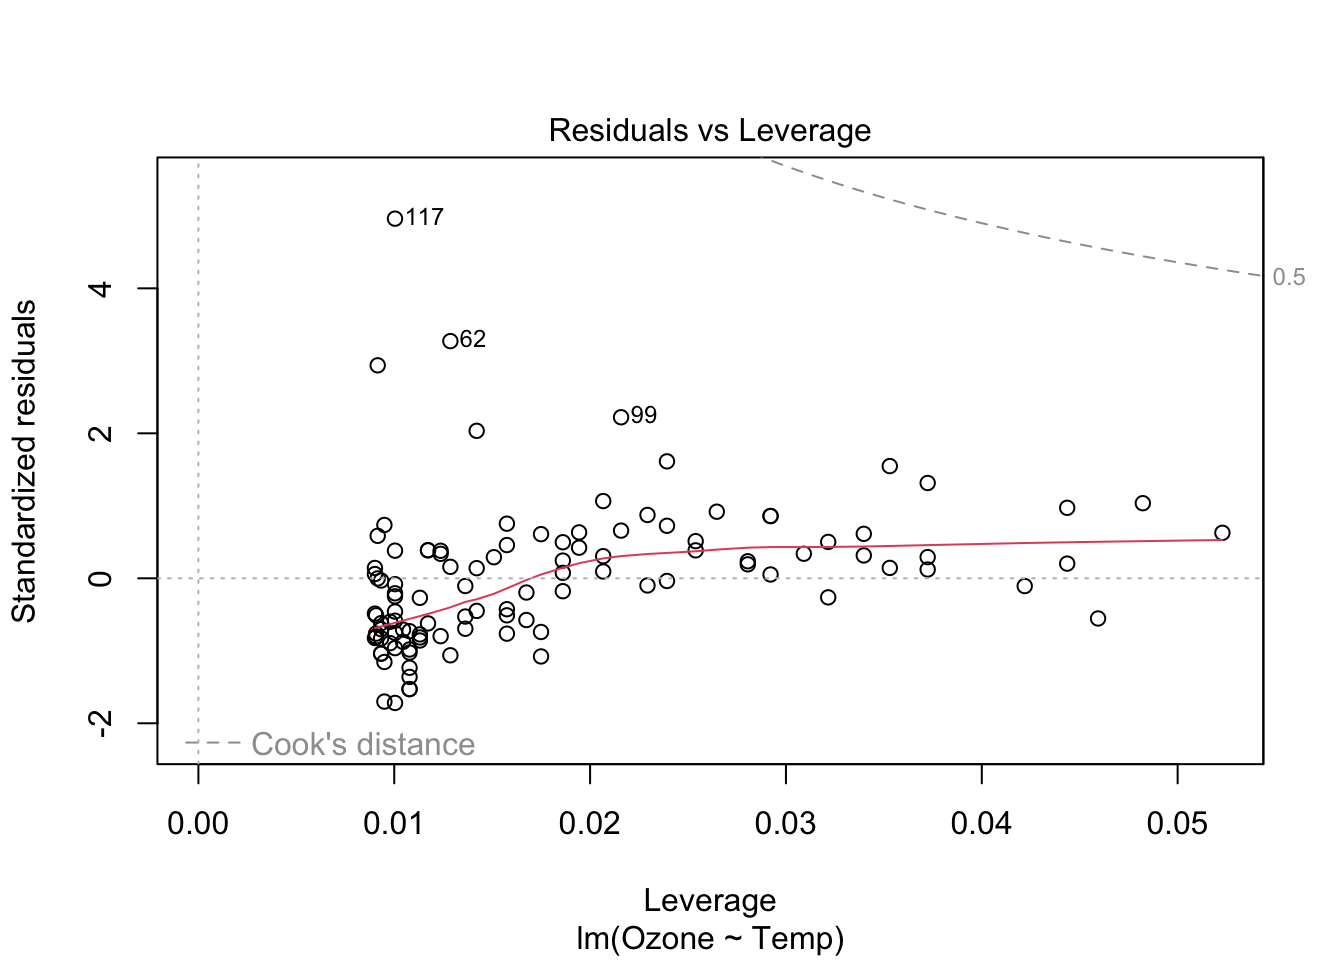 Residuals vs Leverage
Standardized residuals
4
2
0
-2
117
62
99
0.5
Cook's distance
0.00 0.01 0.02 0.03 0.04 0.05
Leverage
lm(Ozone ~ Temp)